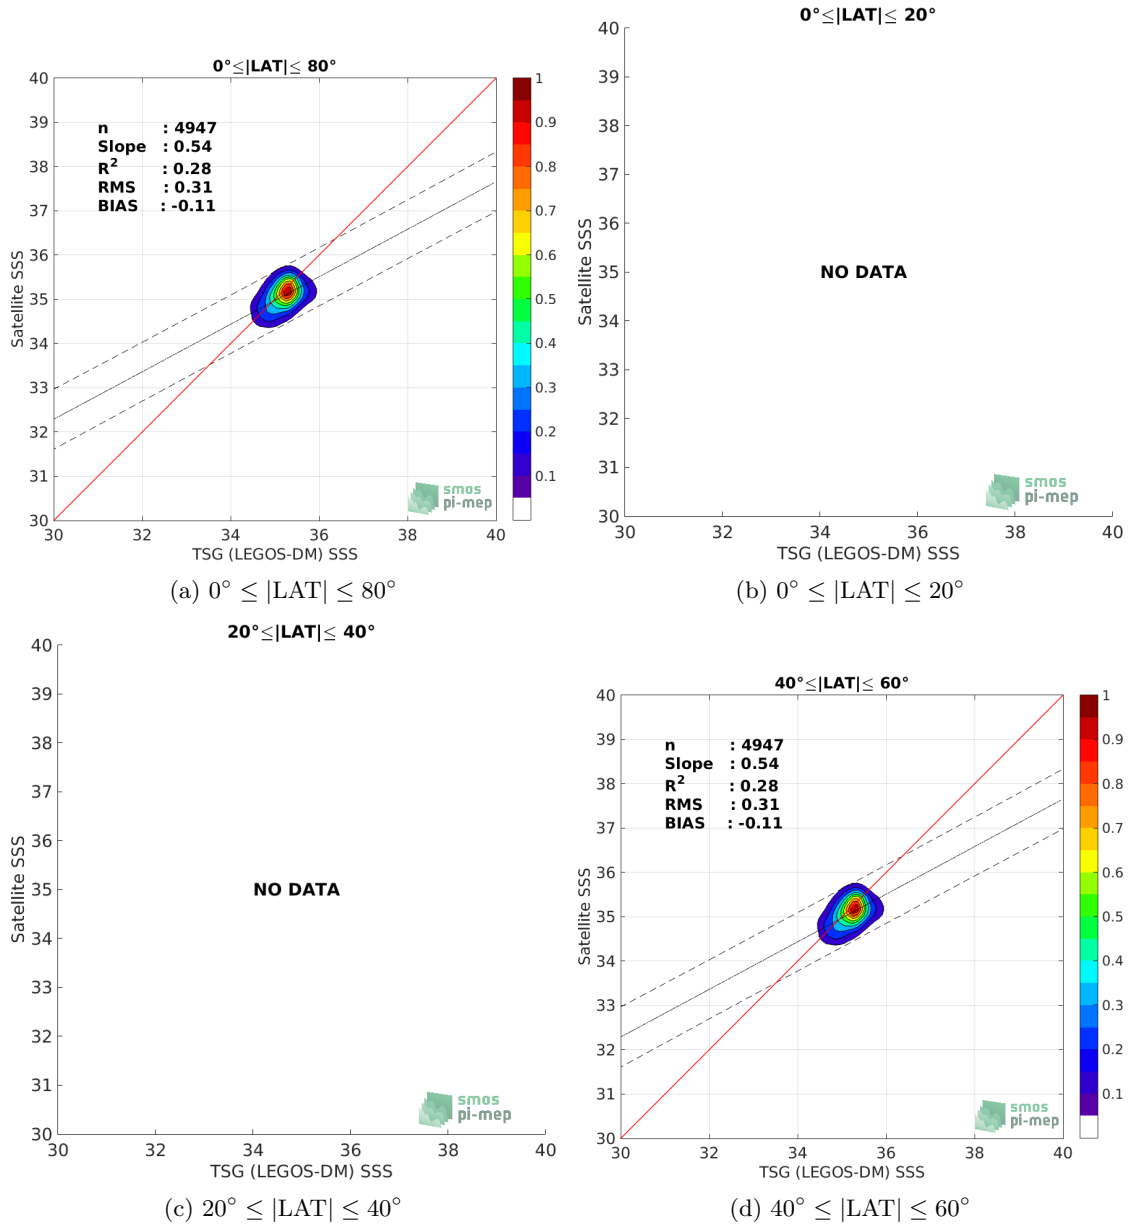 0°≤|LAT|≤ 80°
n : 4947
Slope : 0.54
R2 : 0.28
RMS : 0.31
BIAS : -0.11
40
39
38
37
36
35
34
33
32
31
30
30 32 34 36 38 40
Satellite SSS
TSG (LEGOS-DM) SSS
1
0.9
0.8
0.7
0.6
0.5
0.4
0.3
0.2
0.1
smos
pi-mep
(a) 0° ≤ |LAT| ≤ 80°
0°≤|LAT|≤ 20°
40
39
38
37
36
35
34
33
32
31
30
30 32 34 36 38 40
Satellite SSS
NO DATA
TSG (LEGOS-DM) SSS
smos
pi-mep
(b) 0° ≤ |LAT| ≤ 20°
20°≤|LAT|≤ 40°
40
39
38
37
36
35
34
33
32
31
30
30 32 34 36 38 40
Satellite SSS
NO DATA
TSG (LEGOS-DM) SSS
smos
pi-mep
(c) 20° ≤ |LAT| ≤ 40°
40°≤|LAT|≤ 60°
n : 4947
Slope : 0.54
R2 : 0.28
RMS : 0.31
BIAS : -0.11
40
39
38
37
36
35
34
33
32
31
30
30 32 34 36 38 40
Satellite SSS
TSG (LEGOS-DM) SSS
1
0.9
0.8
0.7
0.6
0.5
0.4
0.3
0.2
0.1
smos
pi-mep
(d) 40° ≤ |LAT| ≤ 60°